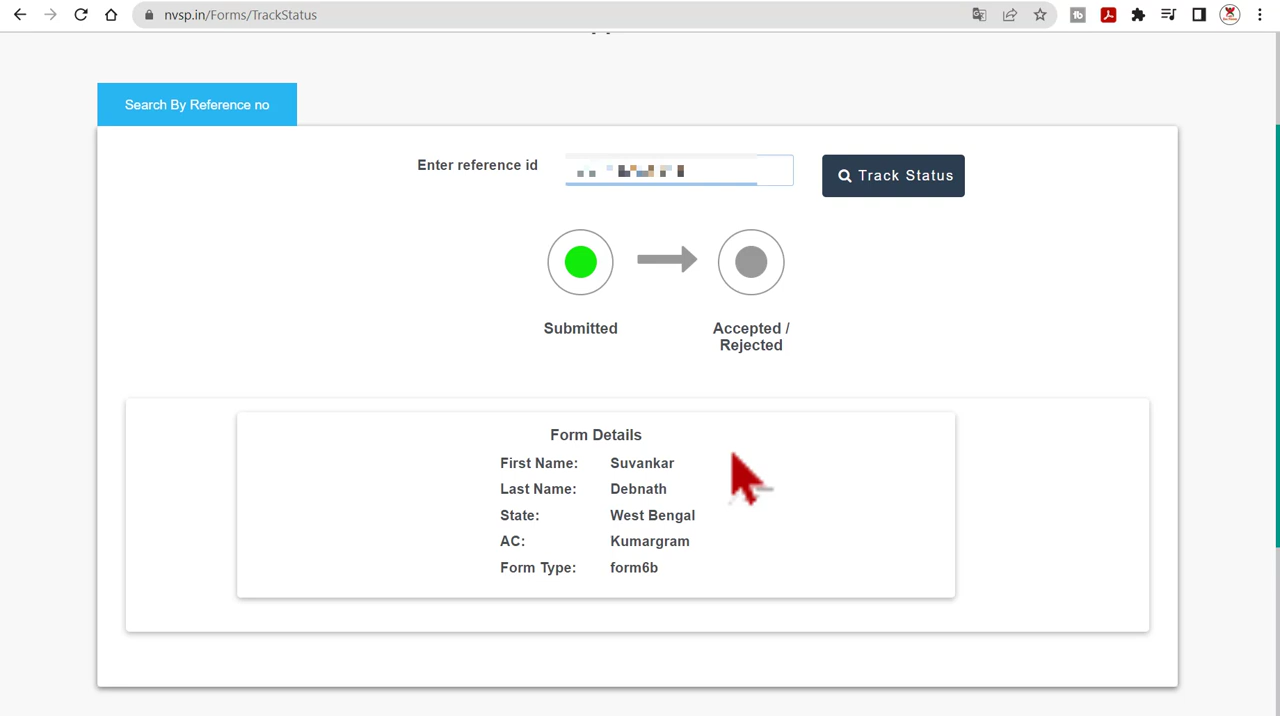 nvsp.in/Forms/TrackStatus
Search By Reference no
Enter reference id
Track Status
Submitted
Accepted /
Rejected
Form Details
First Name: Suvankar
Last Name: Debnath
State: West Bengal
AC: Kumargram
Form Type: form6b